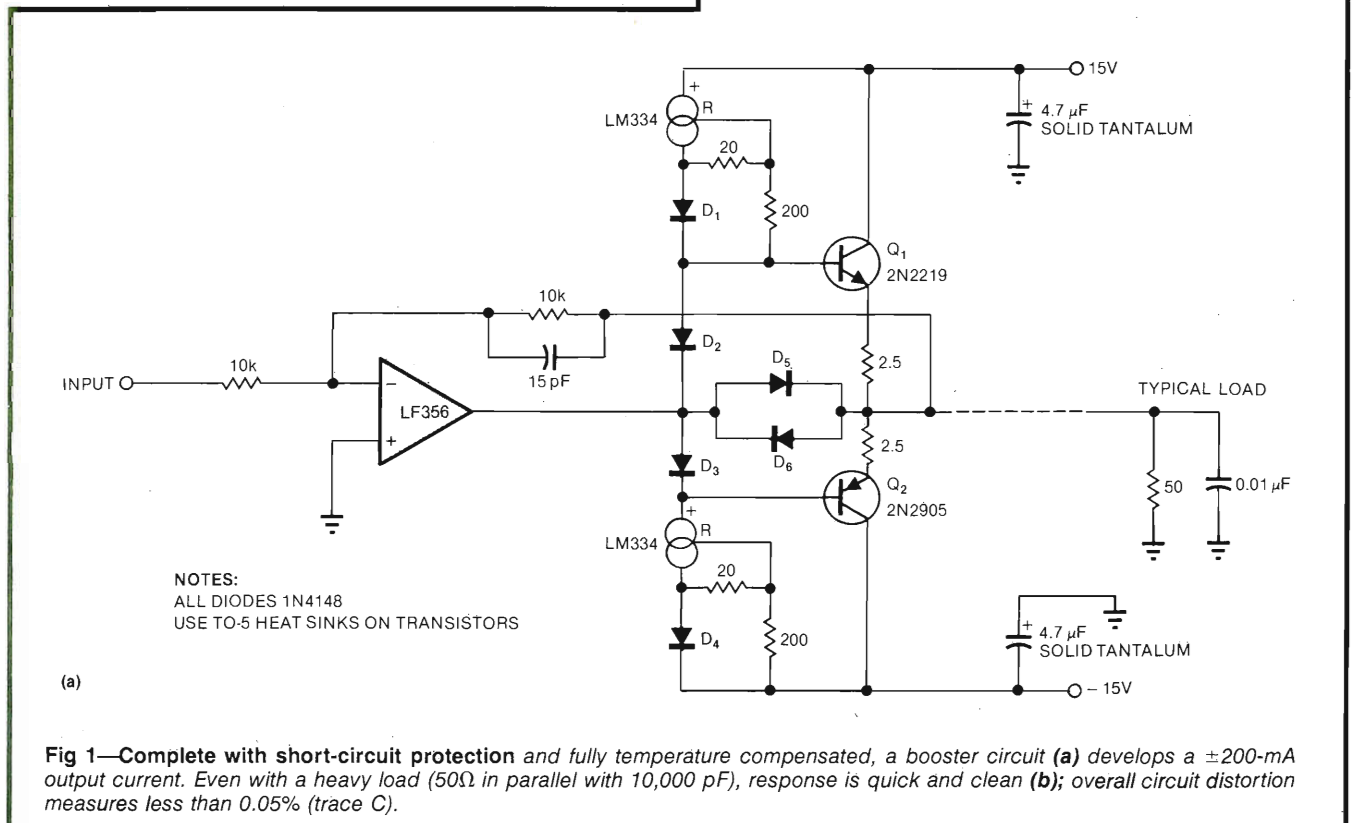 15V
+
LM334
R
4.7 µF
SOLID TANTALUM
+
20
D1
200
Q1
2N2219
10k
D2
15 pF
2.5
D5
INPUT
10k
TYPICAL LOAD
−
LF356
+
D6
2.5
D3
Q2
2N2905
50
0.01 µF
+
LM334
R
20
NOTES:
ALL DIODES 1N4148
USE TO-5 HEAT SINKS ON TRANSISTORS
D4
200
+
4.7 µF
SOLID TANTALUM
(a)
−15V
Fig 1—Complete with short-circuit protection and fully temperature compensated, a booster circuit (a) develops a ±200-mA
output current. Even with a heavy load (50Ω in parallel with 10,000 pF), response is quick and clean (b); overall circuit distortion
measures less than 0.05% (trace C).